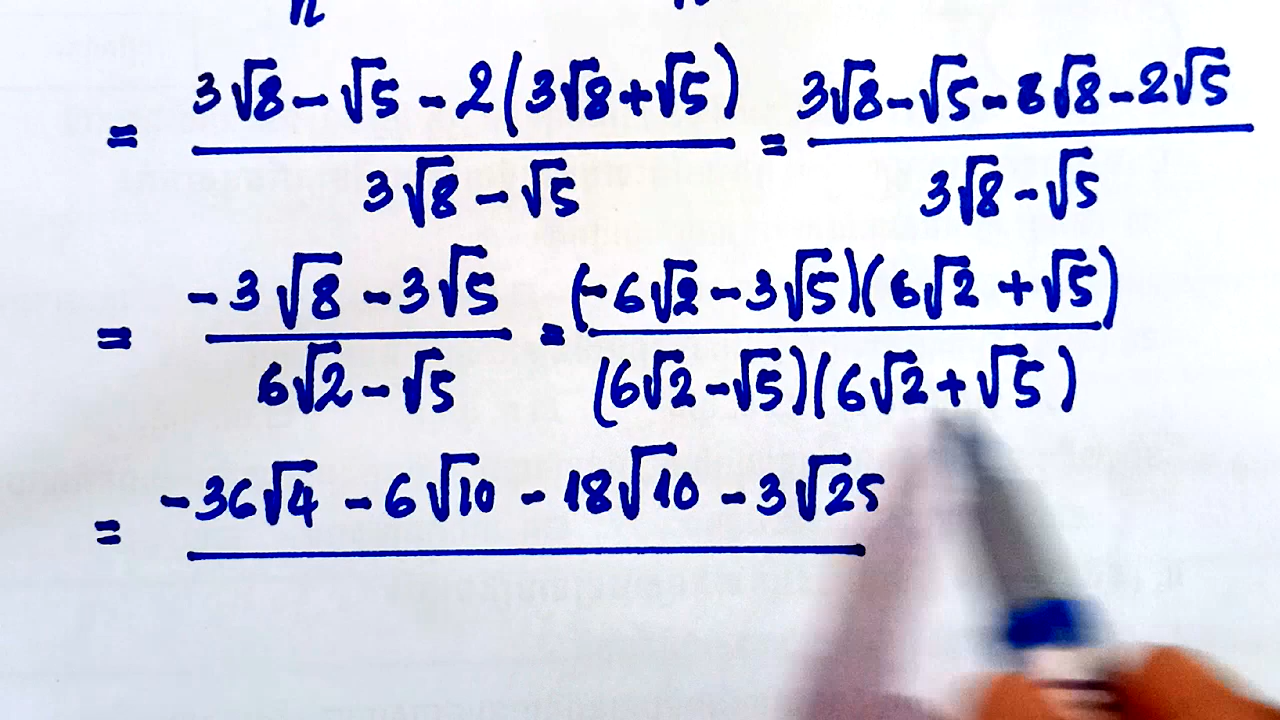 n n
= (3√8 - √5 - 2(3√8 + √5)) / (3√8 - √5) = (3√8 - √5 - 8√8 - 2√5) / (3√8 - √5)
= (-3√8 - 3√5) / (6√2 - √5) = ((-6√2 - 3√5)(6√2 + √5)) / ((6√2 - √5)(6√2 + √5))
= -36√4 - 6√10 - 18√10 - 3√25